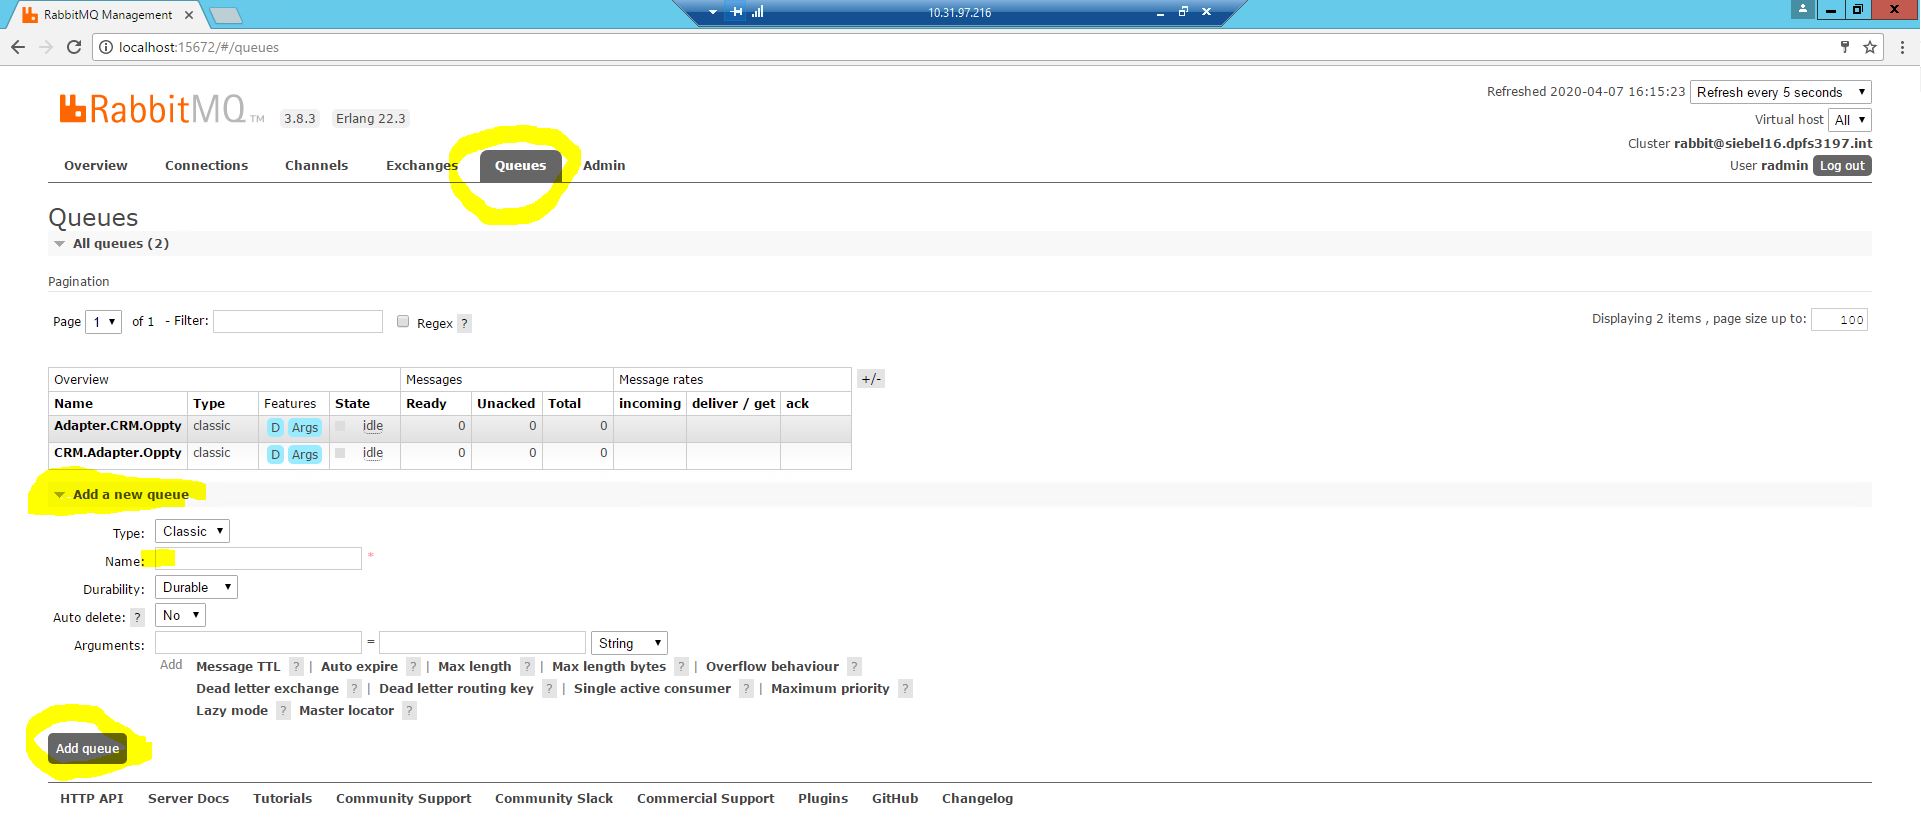 RabbitMQ Management
10.31.97.216
localhost:15672/#/queues
RabbitMQ TM 3.8.3 Erlang 22.3
Refreshed 2020-04-07 16:15:23 Refresh every 5 seconds
Virtual host All
Cluster rabbit@siebel16.dpfs3197.int
User radmin Log out
Overview Connections Channels Exchanges Queues Admin
Queues
All queues (2)
Pagination
Page 1 of 1 - Filter: Regex ?
Displaying 2 items , page size up to: 100
Overview Messages Message rates +/-
Name Type Features State Ready Unacked Total incoming deliver / get ack
Adapter.CRM.Oppty classic D Args idle 0 0 0
CRM.Adapter.Oppty classic D Args idle 0 0 0
Add a new queue
Type: Classic
Name: *
Durability: Durable
Auto delete: ? No
Arguments: = String
Add Message TTL ? | Auto expire ? | Max length ? | Max length bytes ? | Overflow behaviour ?
Dead letter exchange ? | Dead letter routing key ? | Single active consumer ? | Maximum priority ?
Lazy mode ? Master locator ?
Add queue
HTTP API Server Docs Tutorials Community Support Community Slack Commercial Support Plugins GitHub Changelog